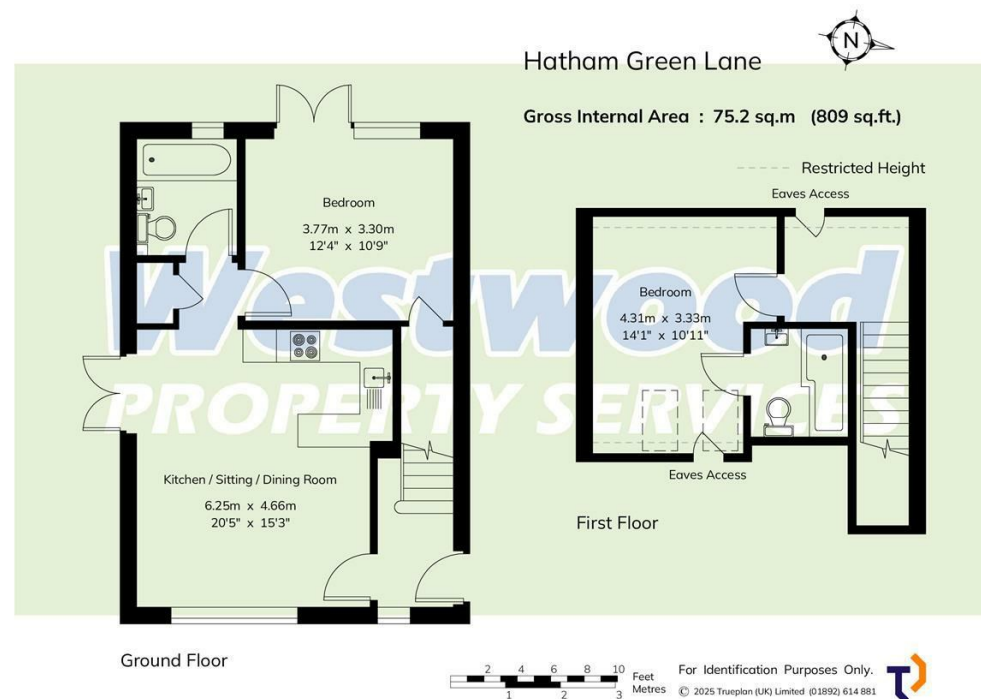 N
Hatham Green Lane
Gross Internal Area : 75.2 sq.m (809 sq.ft.)
Restricted Height
Eaves Access
Bedroom
3.77m x 3.30m
12'4" x 10'9"
Bedroom
4.31m x 3.33m
14'1" x 10'11"
Westwood
PROPERTY SERVICES
Kitchen / Sitting / Dining Room
6.25m x 4.66m
20'5" x 15'3"
Eaves Access
First Floor
Ground Floor
2 4 6 8 10 Feet
1 2 3 Metres
For Identification Purposes Only.
© 2025 Trueplan (UK) Limited (01892) 614 881